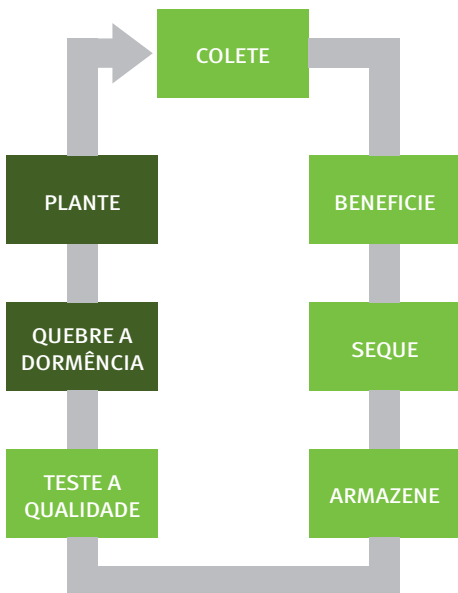 COLETE
BENEFICIE
SEQUE
ARMAZENE
TESTE A
QUALIDADE
QUEBRE A
DORMÊNCIA
PLANTE